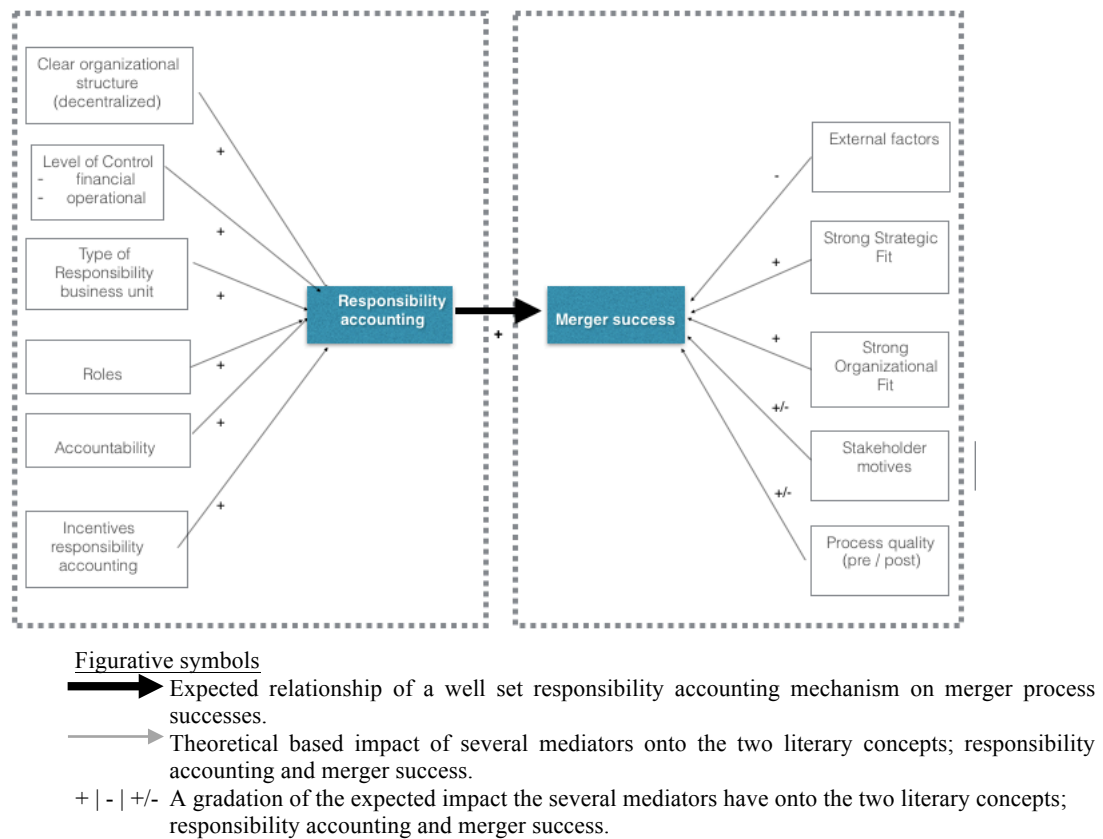 Clear organizational
structure
(decentralized)
+
Level of Control
- financial
- operational
+
Type of
Responsibility
business unit
+
Roles
+
Accountability
+
Incentives
responsibility
accounting
+
Responsibility
accounting
+
Merger success
External factors
-
Strong Strategic
Fit
+
Strong
Organizational
Fit
+
Stakeholder
motives
+/-
Process quality
(pre / post)
+/-
Figurative symbols
Expected relationship of a well set responsibility accounting mechanism on merger process
successes.
Theoretical based impact of several mediators onto the two literary concepts; responsibility
accounting and merger success.
+ | - | +/- A gradation of the expected impact the several mediators have onto the two literary concepts;
responsibility accounting and merger success.